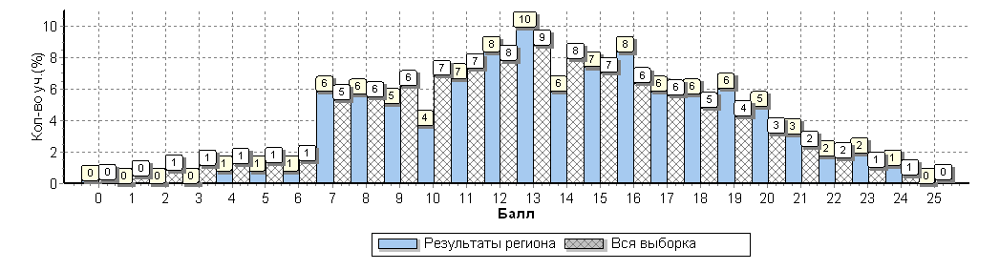 Кол-во уч.(%)
10
8
6
4
2
0
0 0 0 0 0 1 0 1 1 1 1 1 1 1 6 5 6 6 5 6 4 7 7 7 8 8 10 9 6 8 7 7 8 6 6 6 6 5 6 4 5 3 3 2 2 2 2 1 1 1 0 0
0 1 2 3 4 5 6 7 8 9 10 11 12 13 14 15 16 17 18 19 20 21 22 23 24 25
Балл
Результаты региона Вся выборка